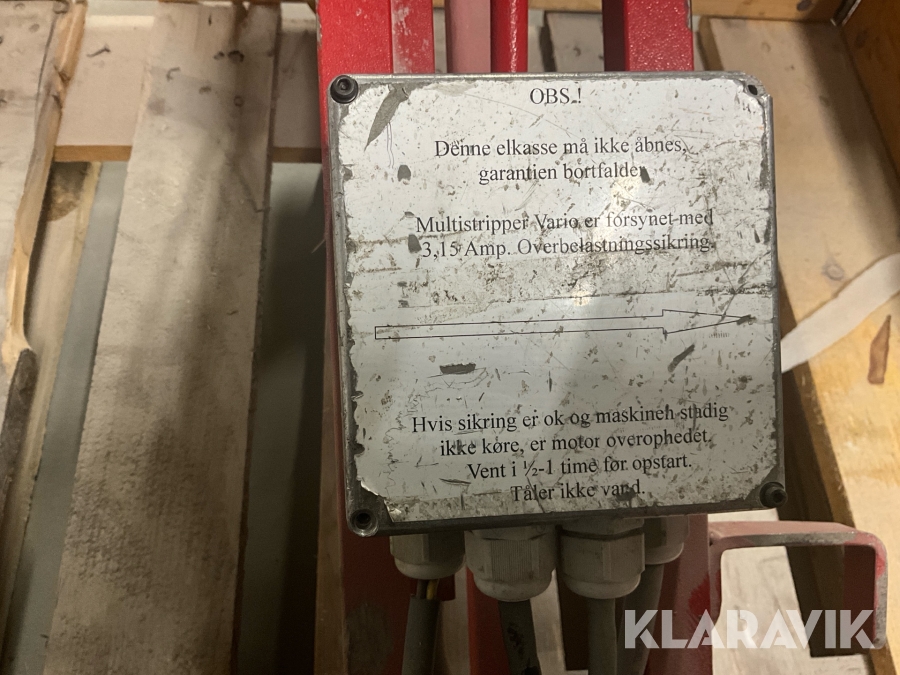 OBS.!
Denne elkasse må ikke åbnes,
garantien bortfalder
Multistripper Vario er forsynet med
3,15 Amp. Overbelastningssikring.
Hvis sikring er ok og maskinen stadig
ikke køre, er motor overophedet.
Vent i ½-1 time før opstart.
Tåler ikke vand.
KLARAVIK